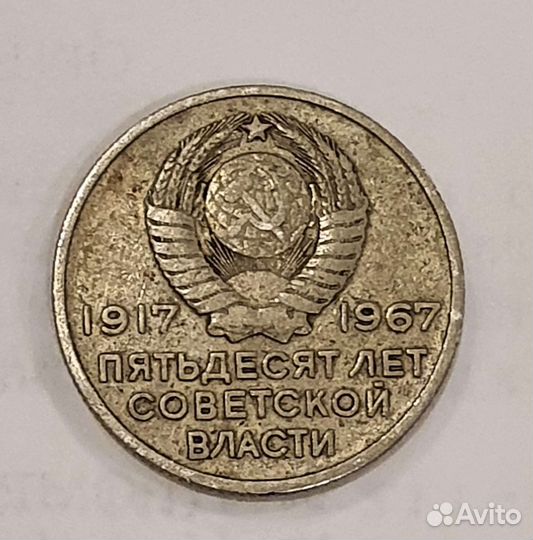 1917 1967
ПЯТЬДЕСЯТ ЛЕТ
СОВЕТСКОЙ
ВЛАСТИ
Avito